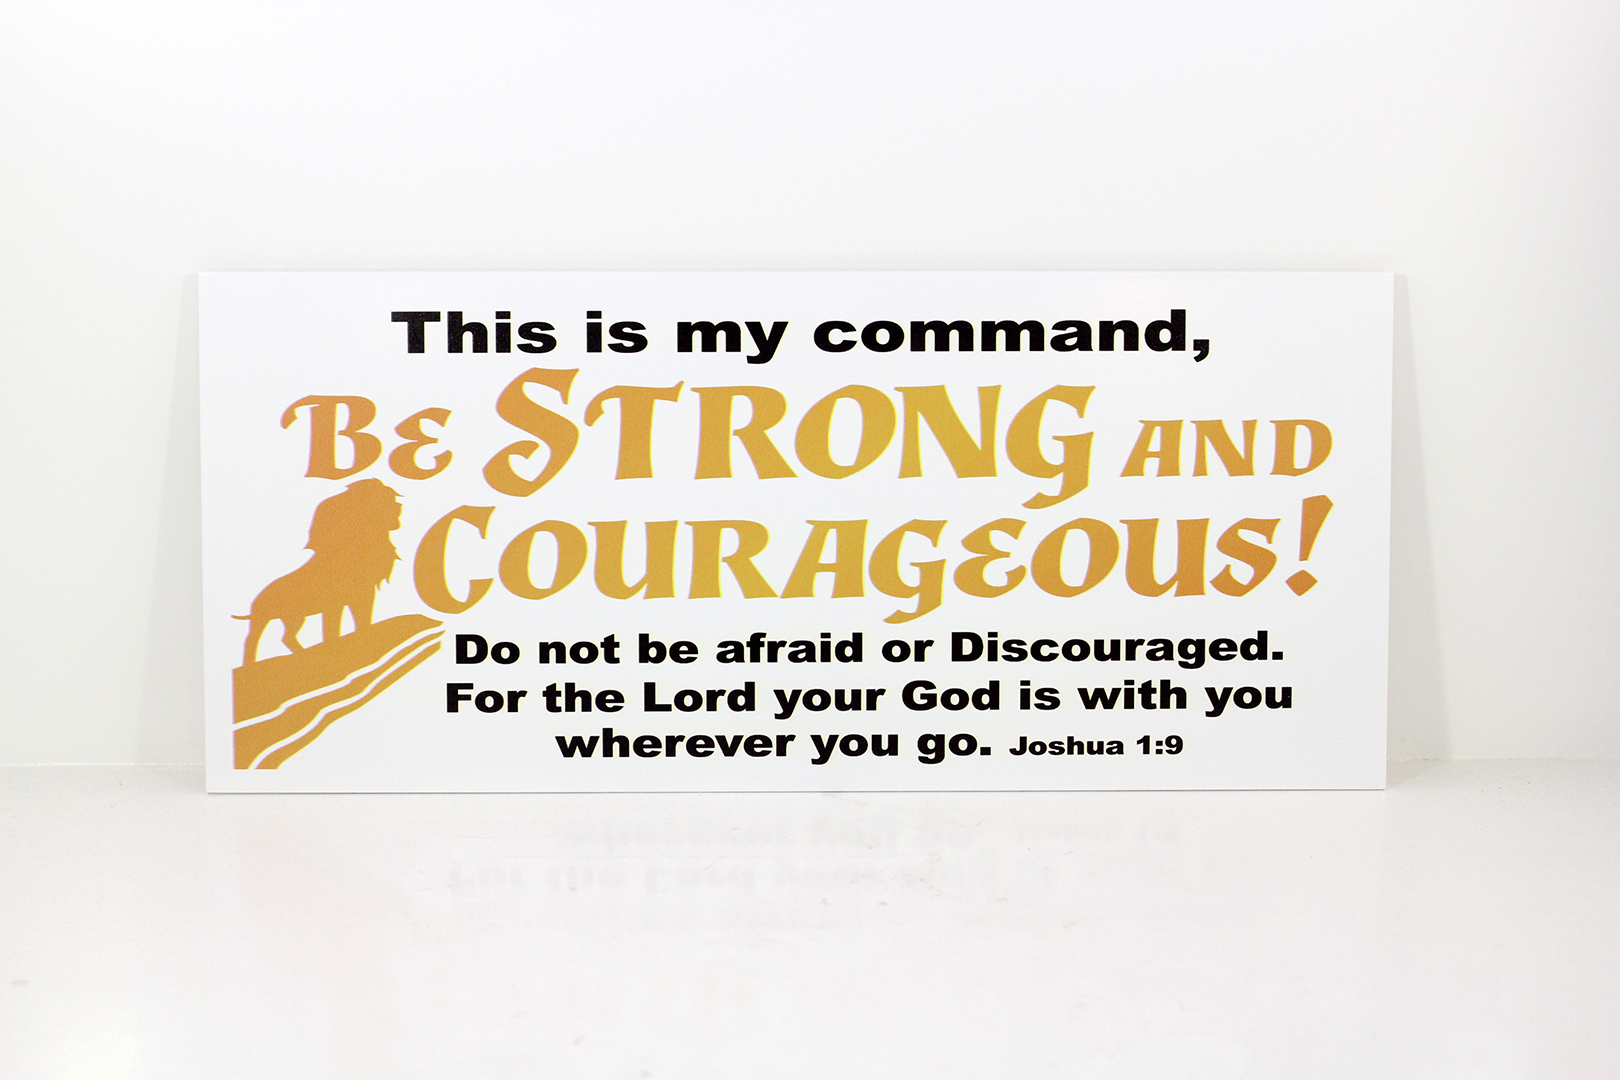 This is my command,
Be Strong and
Courageous!
Do not be afraid or Discouraged.
For the Lord your God is with you
wherever you go. Joshua 1:9